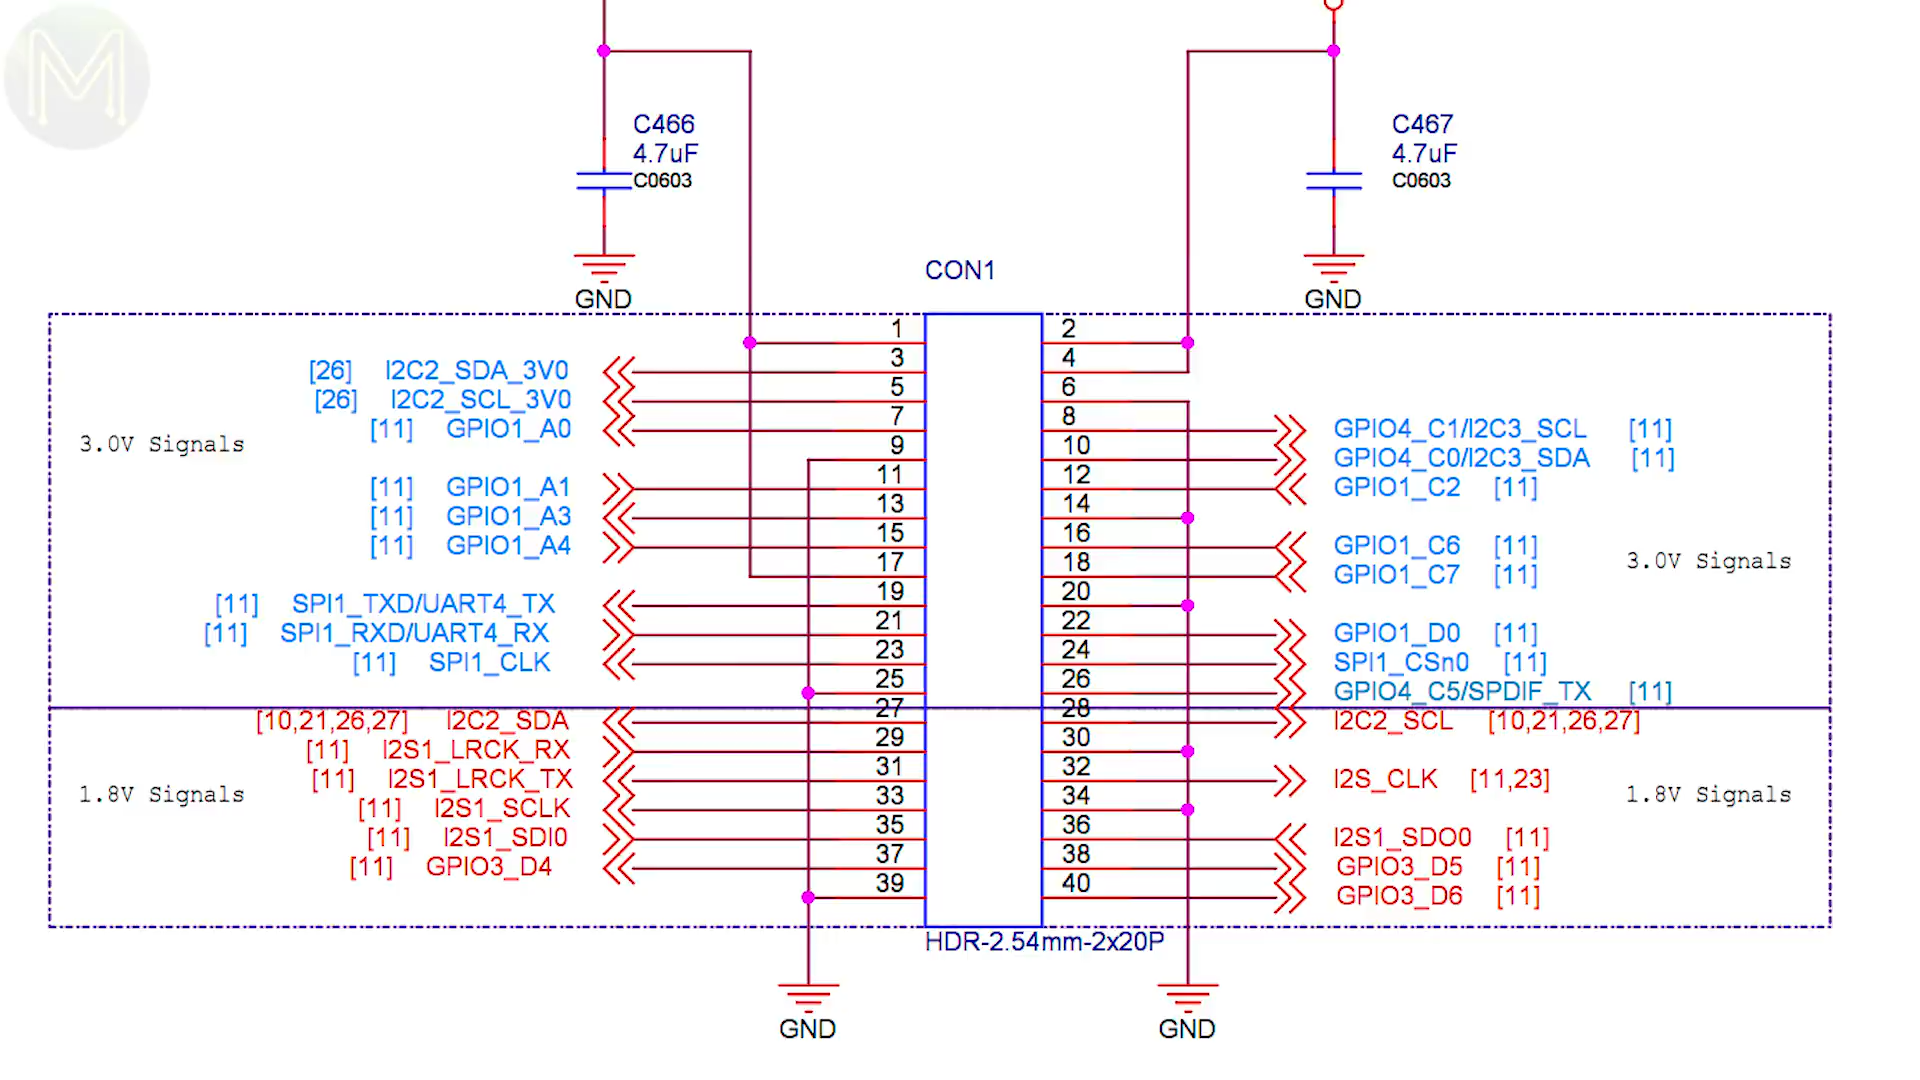 M
C466
4.7uF
C0603
C467
4.7uF
C0603
GND
GND
CON1
1 2
[26] I2C2_SDA_3V0 3 4
[26] I2C2_SCL_3V0 5 6
[11] GPIO1_A0 7 8 GPIO4_C1/I2C3_SCL [11]
3.0V Signals
9 10 GPIO4_C0/I2C3_SDA [11]
[11] GPIO1_A1 11 12 GPIO1_C2 [11]
[11] GPIO1_A3 13 14
[11] GPIO1_A4 15 16 GPIO1_C6 [11]
3.0V Signals
17 18 GPIO1_C7 [11]
[11] SPI1_TXD/UART4_TX 19 20
[11] SPI1_RXD/UART4_RX 21 22 GPIO1_D0 [11]
[11] SPI1_CLK 23 24 SPI1_CSn0 [11]
25 26 GPIO4_C5/SPDIF_TX [11]
[10,21,26,27] I2C2_SDA 27 28 I2C2_SCL [10,21,26,27]
[11] I2S1_LRCK_RX 29 30
[11] I2S1_LRCK_TX 31 32 I2S_CLK [11,23]
1.8V Signals 1.8V Signals
[11] I2S1_SCLK 33 34
[11] I2S1_SDI0 35 36 I2S1_SDO0 [11]
[11] GPIO3_D4 37 38 GPIO3_D5 [11]
39 40 GPIO3_D6 [11]
HDR-2.54mm-2x20P
GND GND